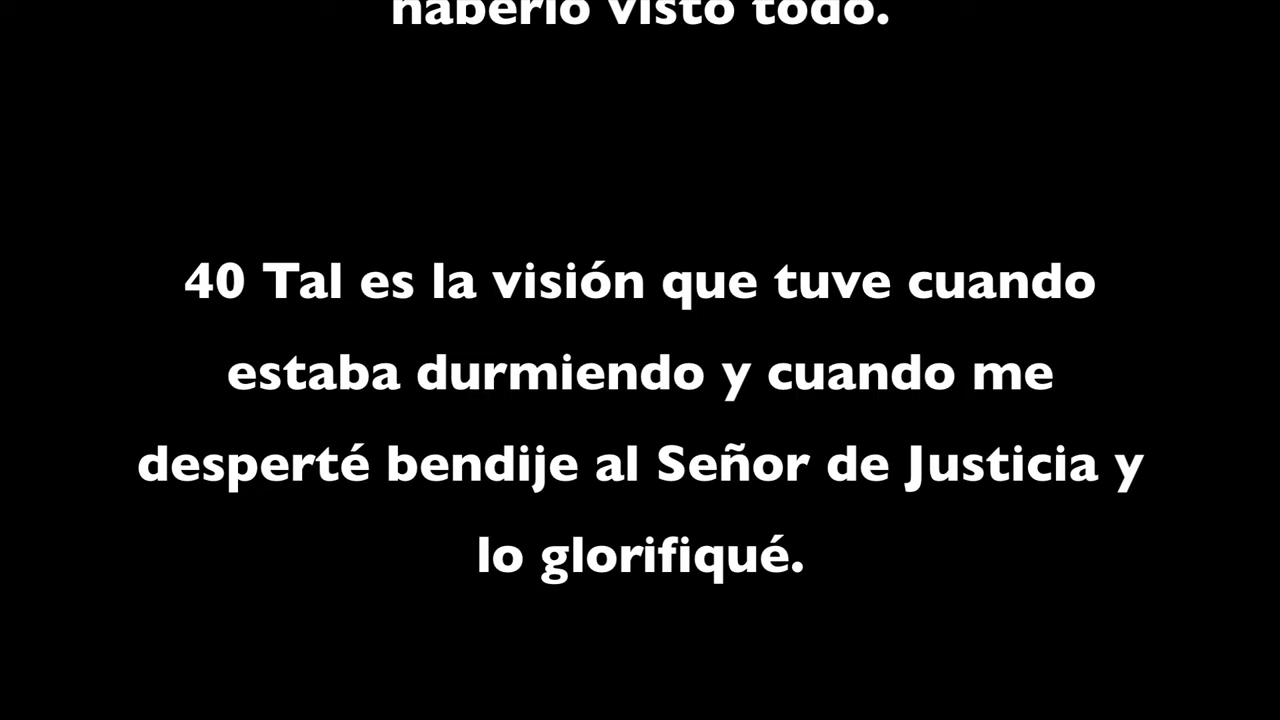 haberlo visto todo.
40 Tal es la visión que tuve cuando
estaba durmiendo y cuando me
desperté bendije al Señor de Justicia y
lo glorifiqué.